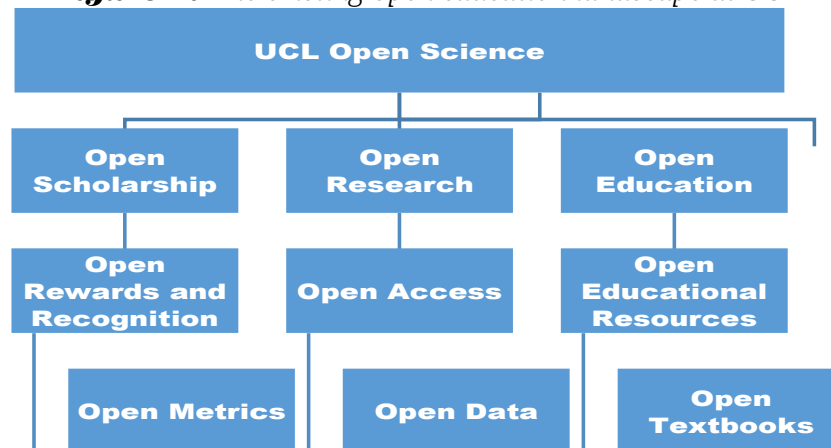 UCL Open Science
Open
Scholarship
Open
Research
Open
Education
Open
Rewards and
Recognition
Open Access
Open
Educational
Resources
Open Metrics
Open Data
Open
Textbooks